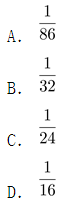 A. 1/86
B. 1/32
C. 1/24
D. 1/16